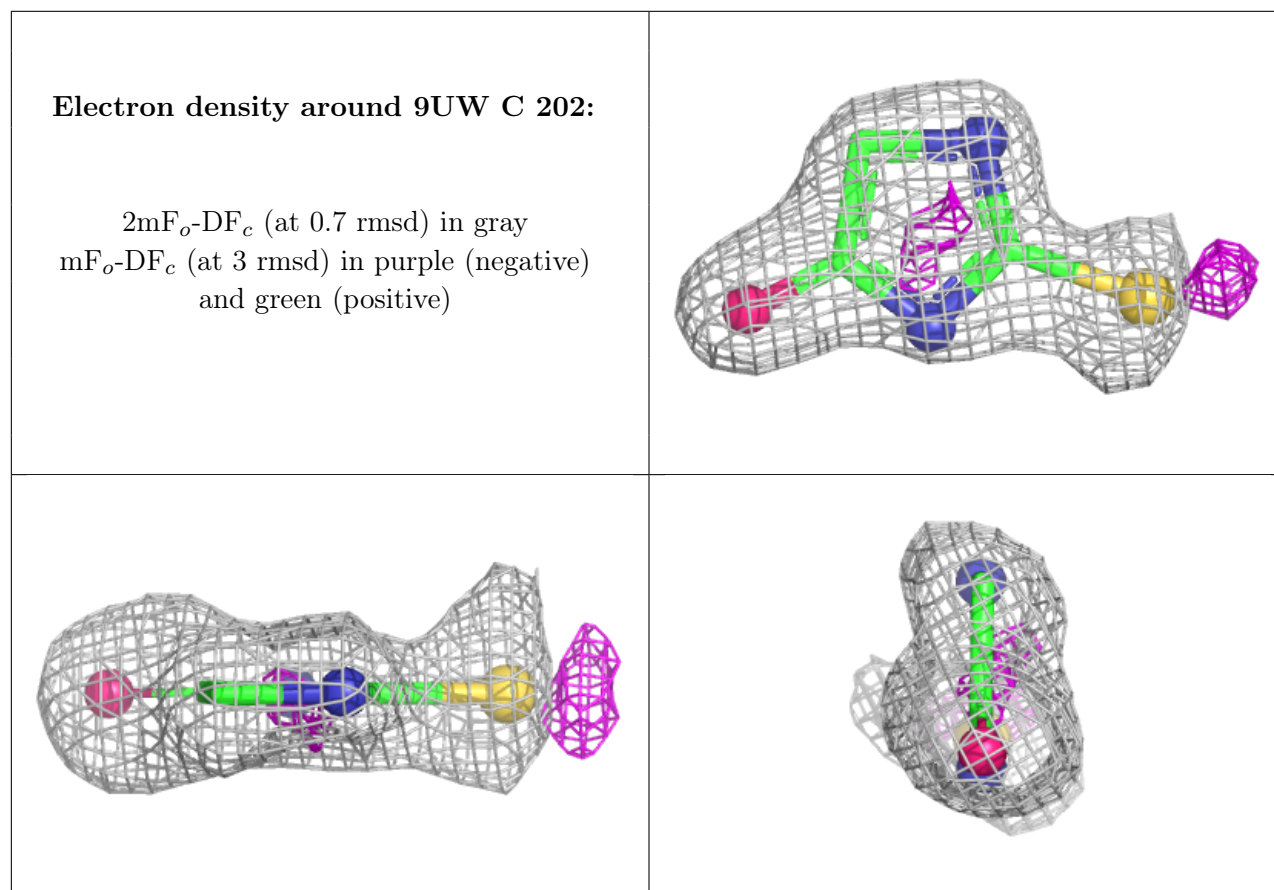 Electron density around 9UW C 202:
2mFo-DFc (at 0.7 rmsd) in gray
mFo-DFc (at 3 rmsd) in purple (negative)
and green (positive)